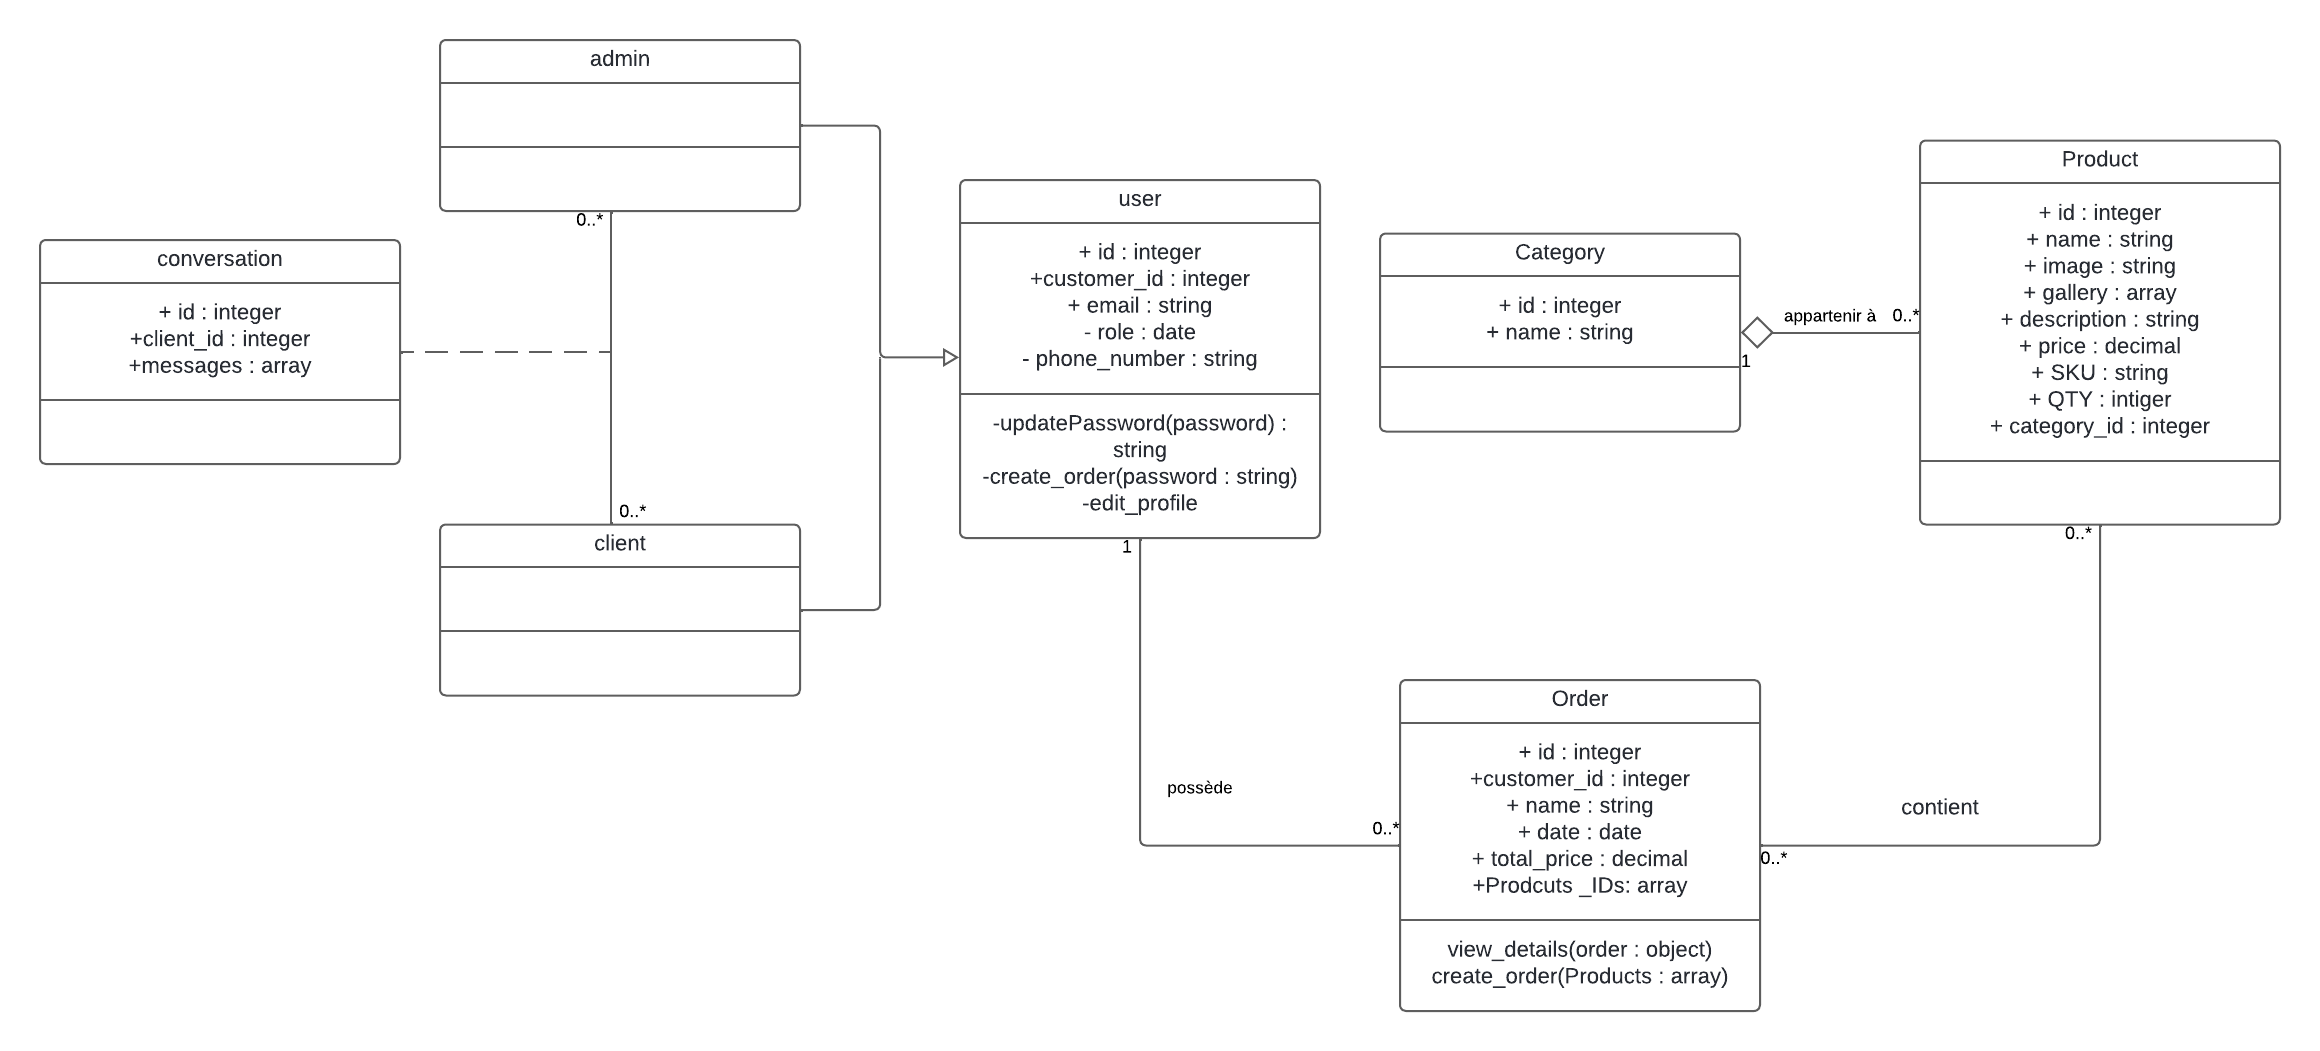 admin
0..*
conversation
+ id : integer
+client_id : integer
+messages : array
0..*
client
user
+ id : integer
+customer_id : integer
+ email : string
- role : date
- phone_number : string
-updatePassword(password) :
string
-create_order(password : string)
-edit_profile
1
Category
+ id : integer
+ name : string
1
appartenir à
0..*
Product
+ id : integer
+ name : string
+ image : string
+ gallery : array
+ description : string
+ price : decimal
+ SKU : string
+ QTY : intiger
+ category_id : integer
0..*
possède
0..*
Order
+ id : integer
+customer_id : integer
+ name : string
+ date : date
+ total_price : decimal
+Prodcuts _IDs: array
view_details(order : object)
create_order(Products : array)
contient
0..*